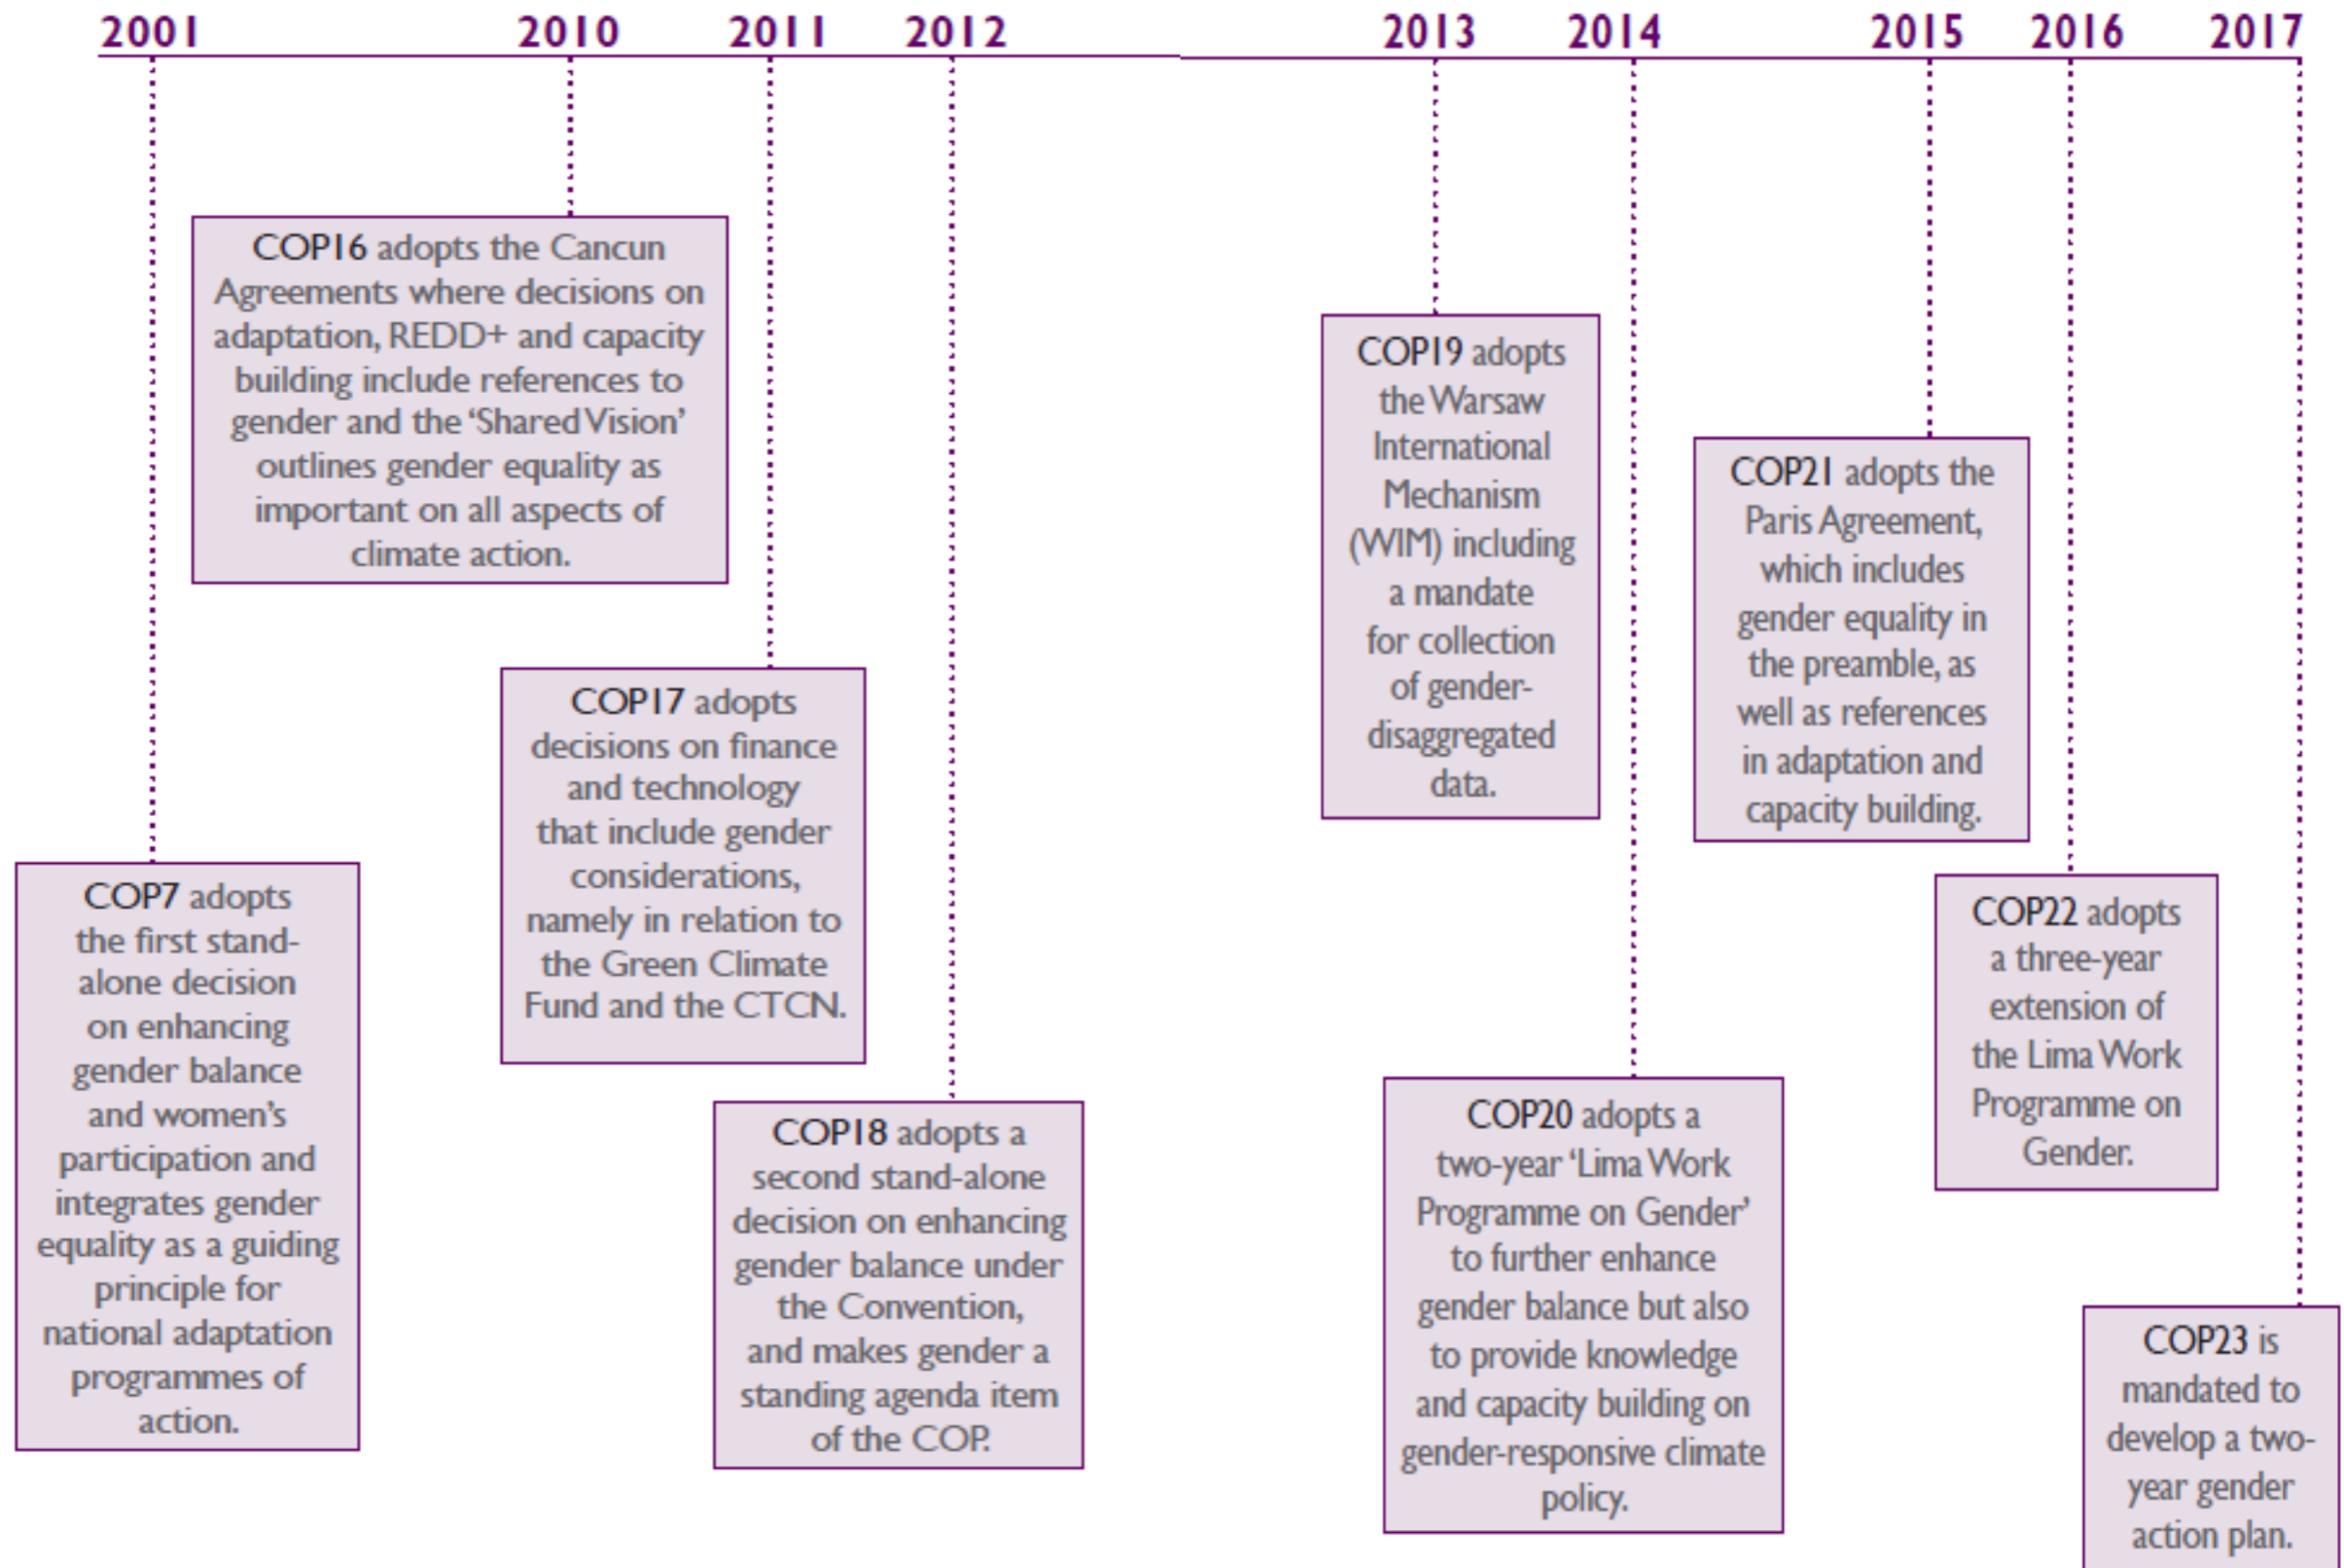 2001 2010 2011 2012 2013 2014 2015 2016 2017
COP16 adopts the Cancun
Agreements where decisions on
adaptation, REDD+ and capacity
building include references to
gender and the ‘Shared Vision’
outlines gender equality as
important on all aspects of
climate action.
COP7 adopts
the first stand-
alone decision
on enhancing
gender balance
and women’s
participation and
integrates gender
equality as a guiding
principle for
national adaptation
programmes of
action.
COP17 adopts
decisions on finance
and technology
that include gender
considerations,
namely in relation to
the Green Climate
Fund and the CTCN.
COP18 adopts a
second stand-alone
decision on enhancing
gender balance under
the Convention,
and makes gender a
standing agenda item
of the COP.
COP19 adopts
the Warsaw
International
Mechanism
(WIM) including
a mandate
for collection
of gender-
disaggregated
data.
COP20 adopts a
two-year ‘Lima Work
Programme on Gender’
to further enhance
gender balance but also
to provide knowledge
and capacity building on
gender-responsive climate
policy.
COP21 adopts the
Paris Agreement,
which includes
gender equality in
the preamble, as
well as references
in adaptation and
capacity building.
COP22 adopts
a three-year
extension of
the Lima Work
Programme on
Gender.
COP23 is
mandated to
develop a two-
year gender
action plan.